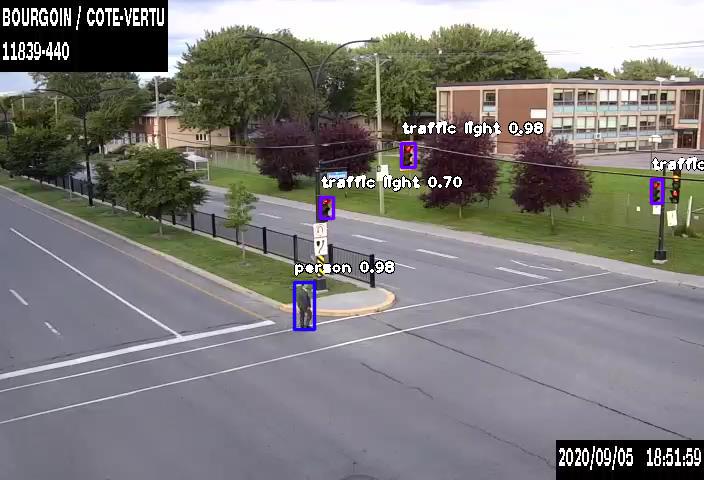 BOURGOIN / COTE-VERTU
11839-440
traffic light 0.98
traffic
traffic light 0.70
person 0.98
2020/09/05 18:51:59